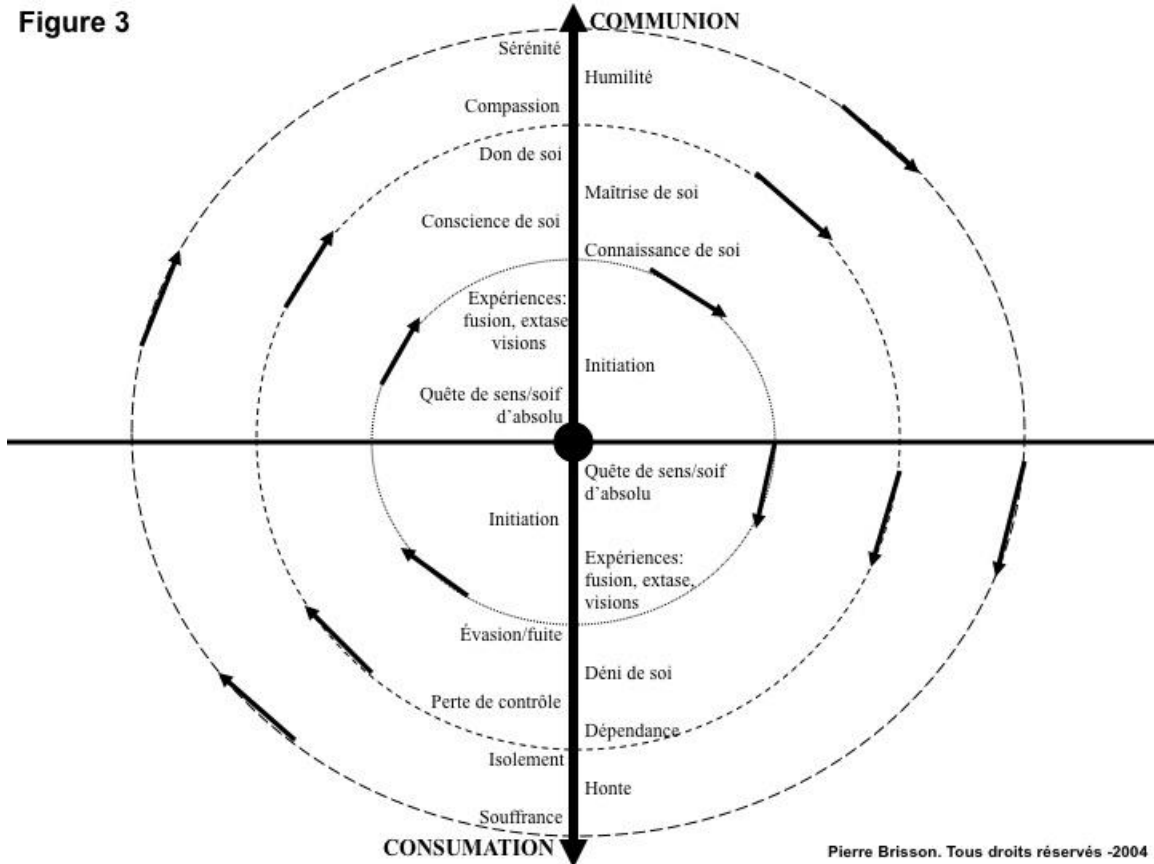 Figure 3
COMMUNION
Sérénité
Humilité
Compassion
Don de soi
Maîtrise de soi
Conscience de soi
Connaissance de soi
Expériences:
fusion, extase
visions
Initiation
Quête de sens/soif
d'absolu
Quête de sens/soif
d'absolu
Initiation
Expériences:
fusion, extase,
visions
Évasion/fuite
Déni de soi
Perte de contrôle
Dépendance
Isolement
Honte
Souffrance
CONSUMATION
Pierre Brisson. Tous droits réservés -2004